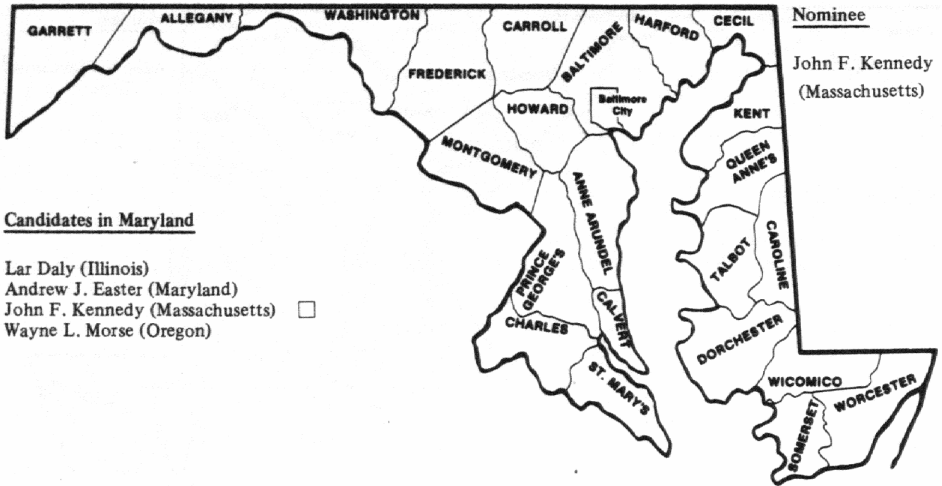 GARRETT
ALLEGANY
WASHINGTON
FREDERICK
CARROLL
BALTIMORE
HARFORD
CECIL
HOWARD
Baltimore
City
MONTGOMERY
KENT
QUEEN
ANNE'S
ANNE ARUNDEL
PRINCE
GEORGE'S
CALVERT
CHARLES
ST. MARY'S
TALBOT
CAROLINE
DORCHESTER
WICOMICO
WORCESTER
SOMERSET
Nominee
John F. Kennedy
(Massachusetts)
Candidates in Maryland
Lar Daly (Illinois)
Andrew J. Easter (Maryland)
John F. Kennedy (Massachusetts)
Wayne L. Morse (Oregon)